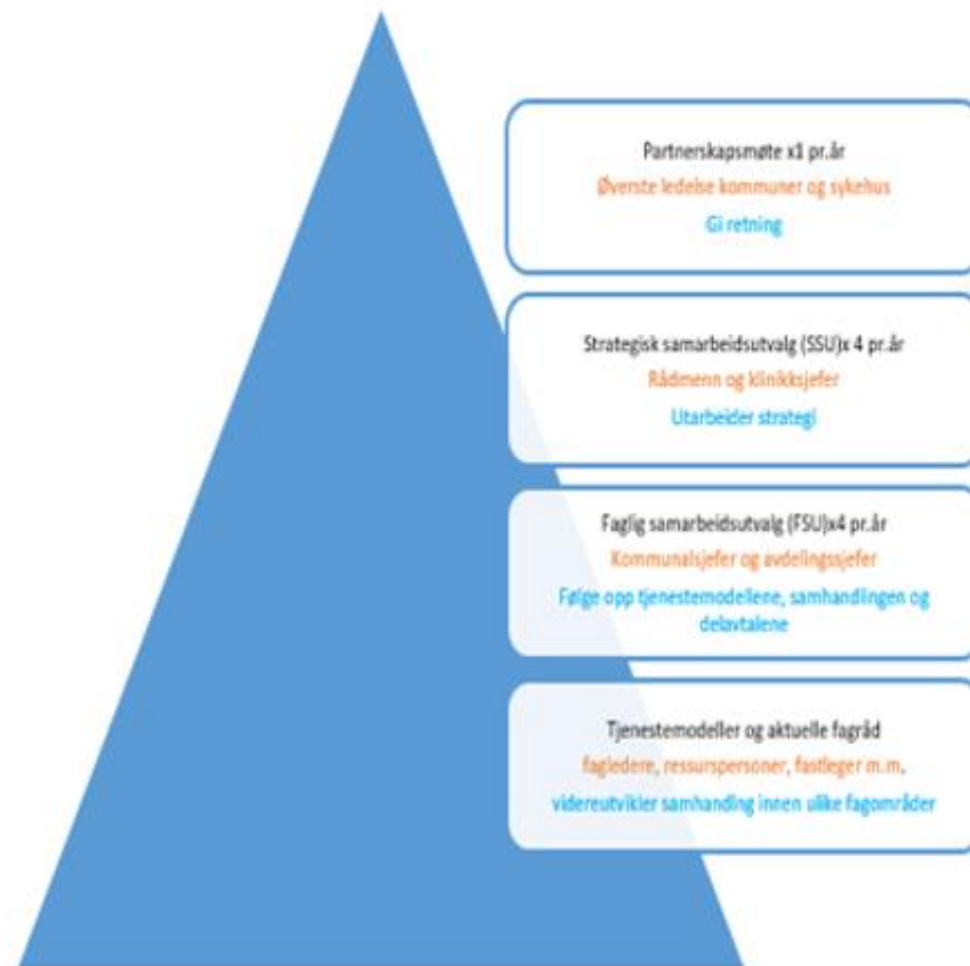 Partnerskapsmøte x1 pr.år
Øverste ledelse kommuner og sykehus
Gi retning
Strategisk samarbeidsutvalg (SSU)x 4 pr.år
Rådmenn og klinikksjefer
Utarbeider strategi
Faglig samarbeidsutvalg (FSU)x4 pr.år
Kommunalsjefer og avdelingssjefer
Følge opp tjenestemodellene, samhandlingen og
delavtalene
Tjenestemodeller og aktuelle fagråd
fagledere, ressurspersoner, fastleger m.m.
videreutvikler samhandling innen ulike fagområder